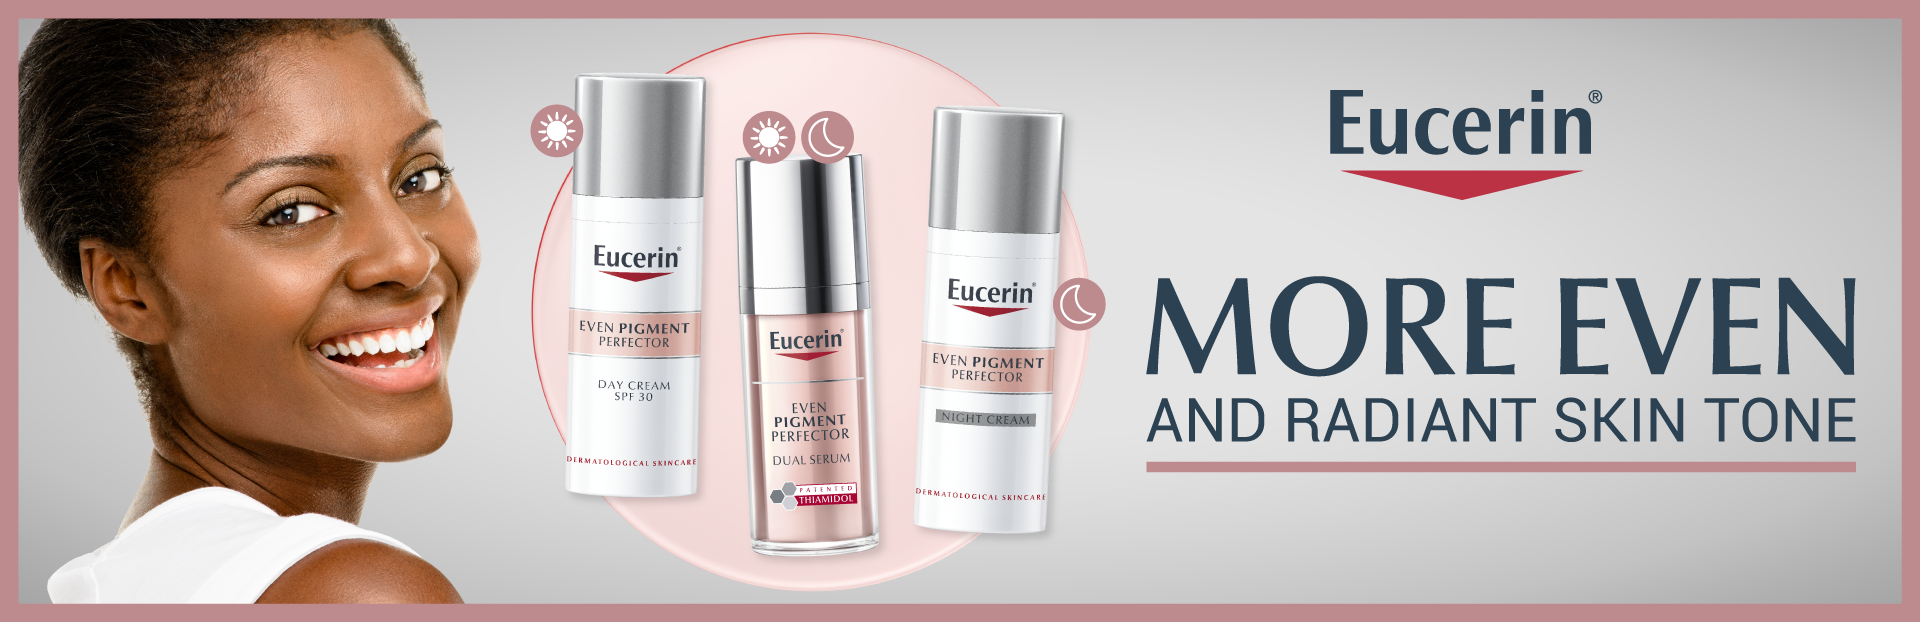 Eucerin®
EVEN PIGMENT
PERFECTOR
DAY CREAM
SPF 30
DERMATOLOGICAL SKINCARE
Eucerin®
EVEN
PIGMENT
PERFECTOR
DUAL SERUM
PATENTED
THIAMIDOL
Eucerin®
EVEN PIGMENT
PERFECTOR
NIGHT CREAM
DERMATOLOGICAL SKINCARE
Eucerin®
MORE EVEN
AND RADIANT SKIN TONE